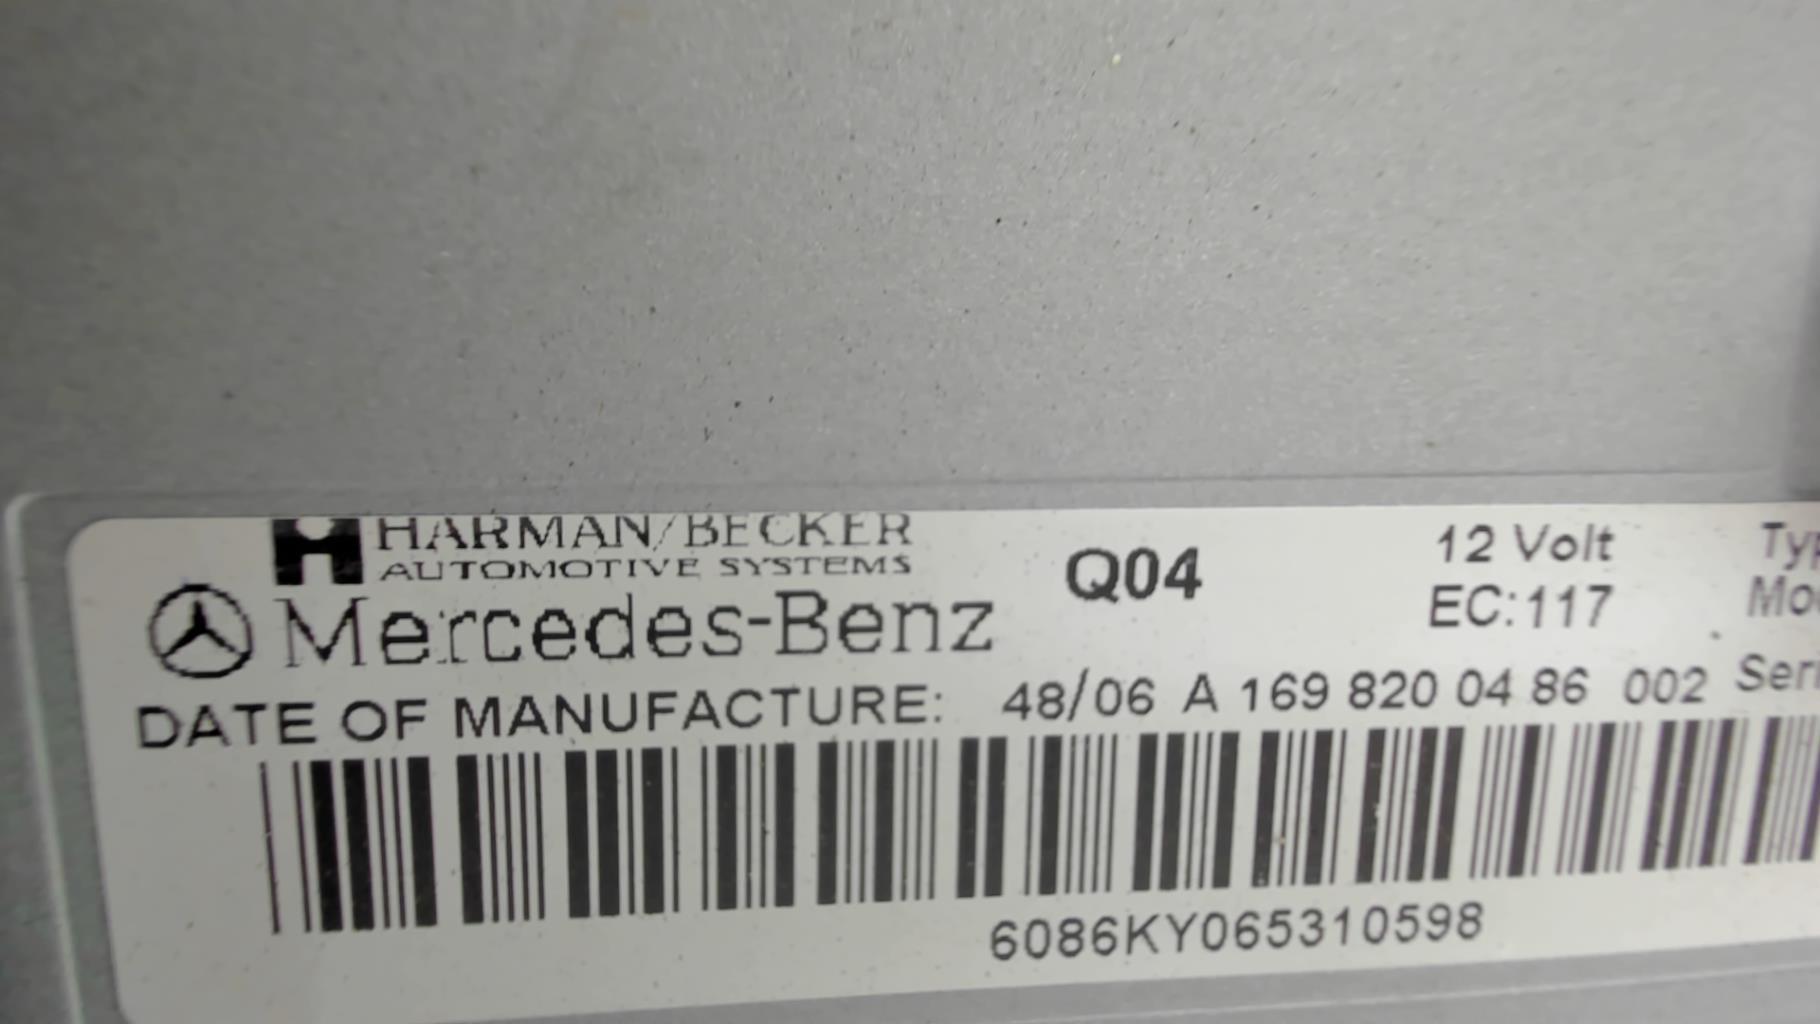 HARMAN/BECKER
AUTOMOTIVE SYSTEMS
Mercedes-Benz
Q04
12 Volt
EC:117
DATE OF MANUFACTURE: 48/06 A 169 820 04 86 002
6086KY065310598